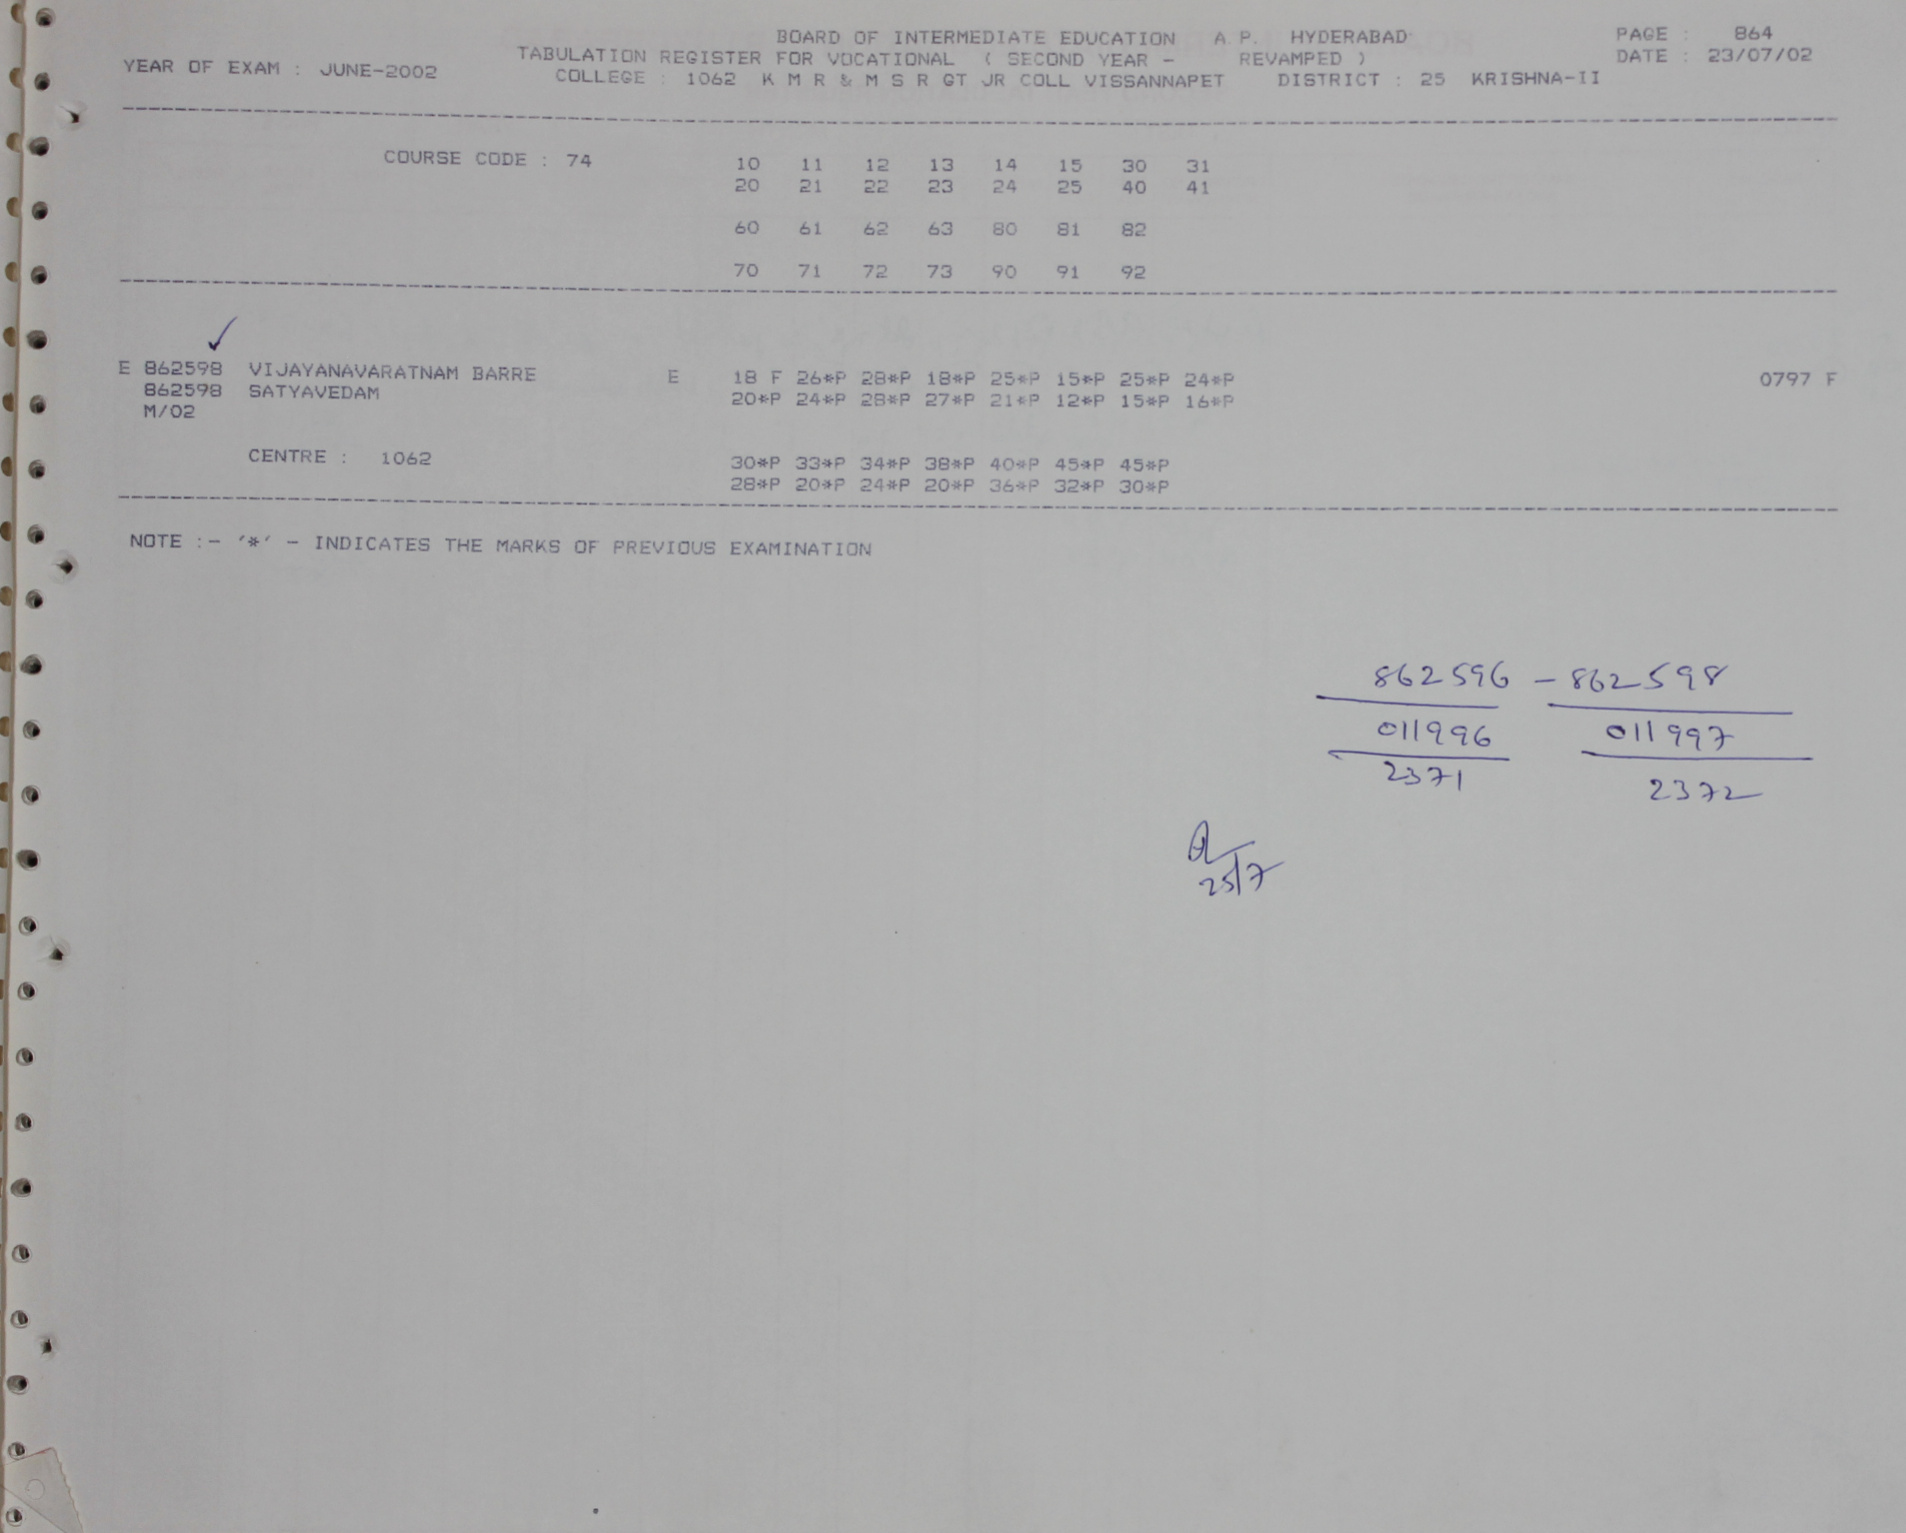 BOARD OF INTERMEDIATE EDUCATION A.P. HYDERABAD PAGE : 864
TABULATION REGISTER FOR VOCATIONAL ( SECOND YEAR - REVAMPED ) DATE : 23/07/02
YEAR OF EXAM : JUNE-2002 COLLEGE : 1062 K M R & M S R GT JR COLL VISSANNAPET DISTRICT : 25 KRISHNA-II
COURSE CODE : 74 10 11 12 13 14 15 30 31
20 21 22 23 24 25 40 41
60 61 62 63 80 81 82
70 71 72 73 90 91 92
E 862598 VIJAYANAVARATNAM BARRE E 18 F 26*P 28*P 18*P 25*P 15*P 25*P 24*P 0797 F
862598 SATYAVEDAM 20*P 24*P 28*P 27*P 21*P 12*P 15*P 16*P
M/02
CENTRE : 1062 30*P 33*P 34*P 38*P 40*P 45*P 45*P
28*P 20*P 24*P 20*P 36*P 32*P 30*P
NOTE :- '*' - INDICATES THE MARKS OF PREVIOUS EXAMINATION
862596 - 862598
011996 011997
2371 2372
25/7